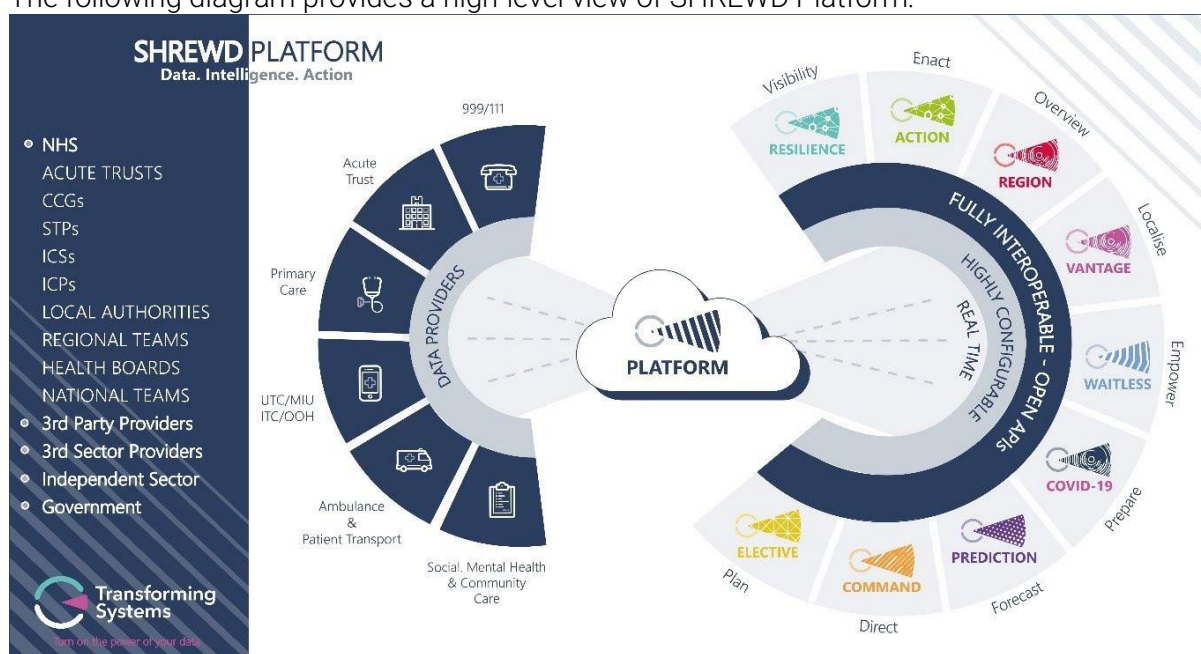 The following diagram provides a high level view of SHREWD Platform.
SHREWD PLATFORM
Data. Intelligence. Action
NHS
ACUTE TRUSTS
CCGs
STPs
ICSs
ICPs
LOCAL AUTHORITIES
REGIONAL TEAMS
HEALTH BOARDS
NATIONAL TEAMS
3rd Party Providers
3rd Sector Providers
Independent Sector
Government
Transforming
Systems
Turn on the power of your data
999/111
Acute
Trust
Primary
Care
UTC/MIU
ITC/OOH
Ambulance
&
Patient Transport
Social. Mental Health
& Community
Care
DATA PROVIDERS
PLATFORM
Visibility
RESILIENCE
Enact
ACTION
Overview
REGION
Localise
VANTAGE
Empower
WAITLESS
Prepare
COVID-19
Forecast
PREDICTION
Direct
COMMAND
Plan
ELECTIVE
FULLY INTEROPERABLE - OPEN APIs
HIGHLY CONFIGURABLE
REAL TIME